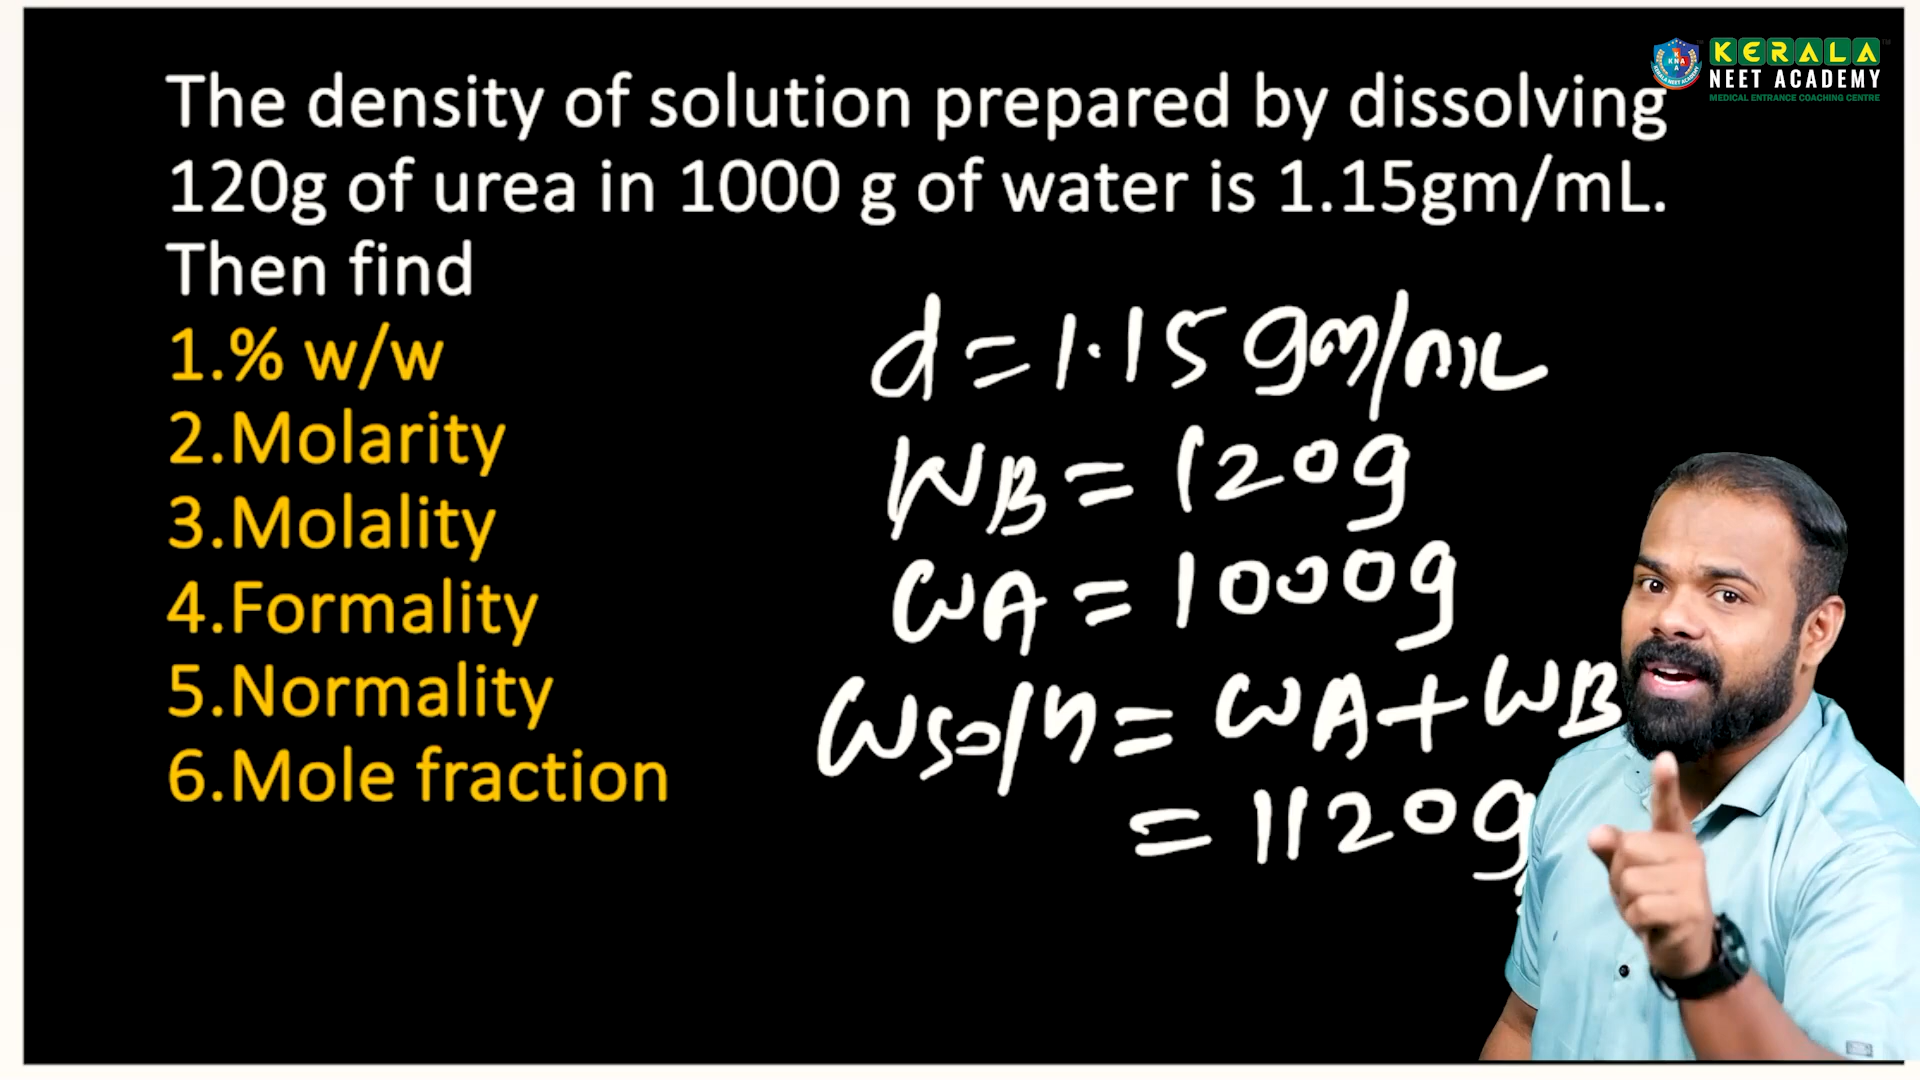 KERALA
NEET ACADEMY
MEDICAL ENTRANCE COACHING CENTRE
The density of solution prepared by dissolving
120g of urea in 1000 g of water is 1.15gm/mL.
Then find
1.% w/w
2.Molarity
3.Molality
4.Formality
5.Normality
6.Mole fraction
d = 1.15 gm/mL
WB = 120g
WA = 1000g
Wsol/n = WA + WB
= 1120g